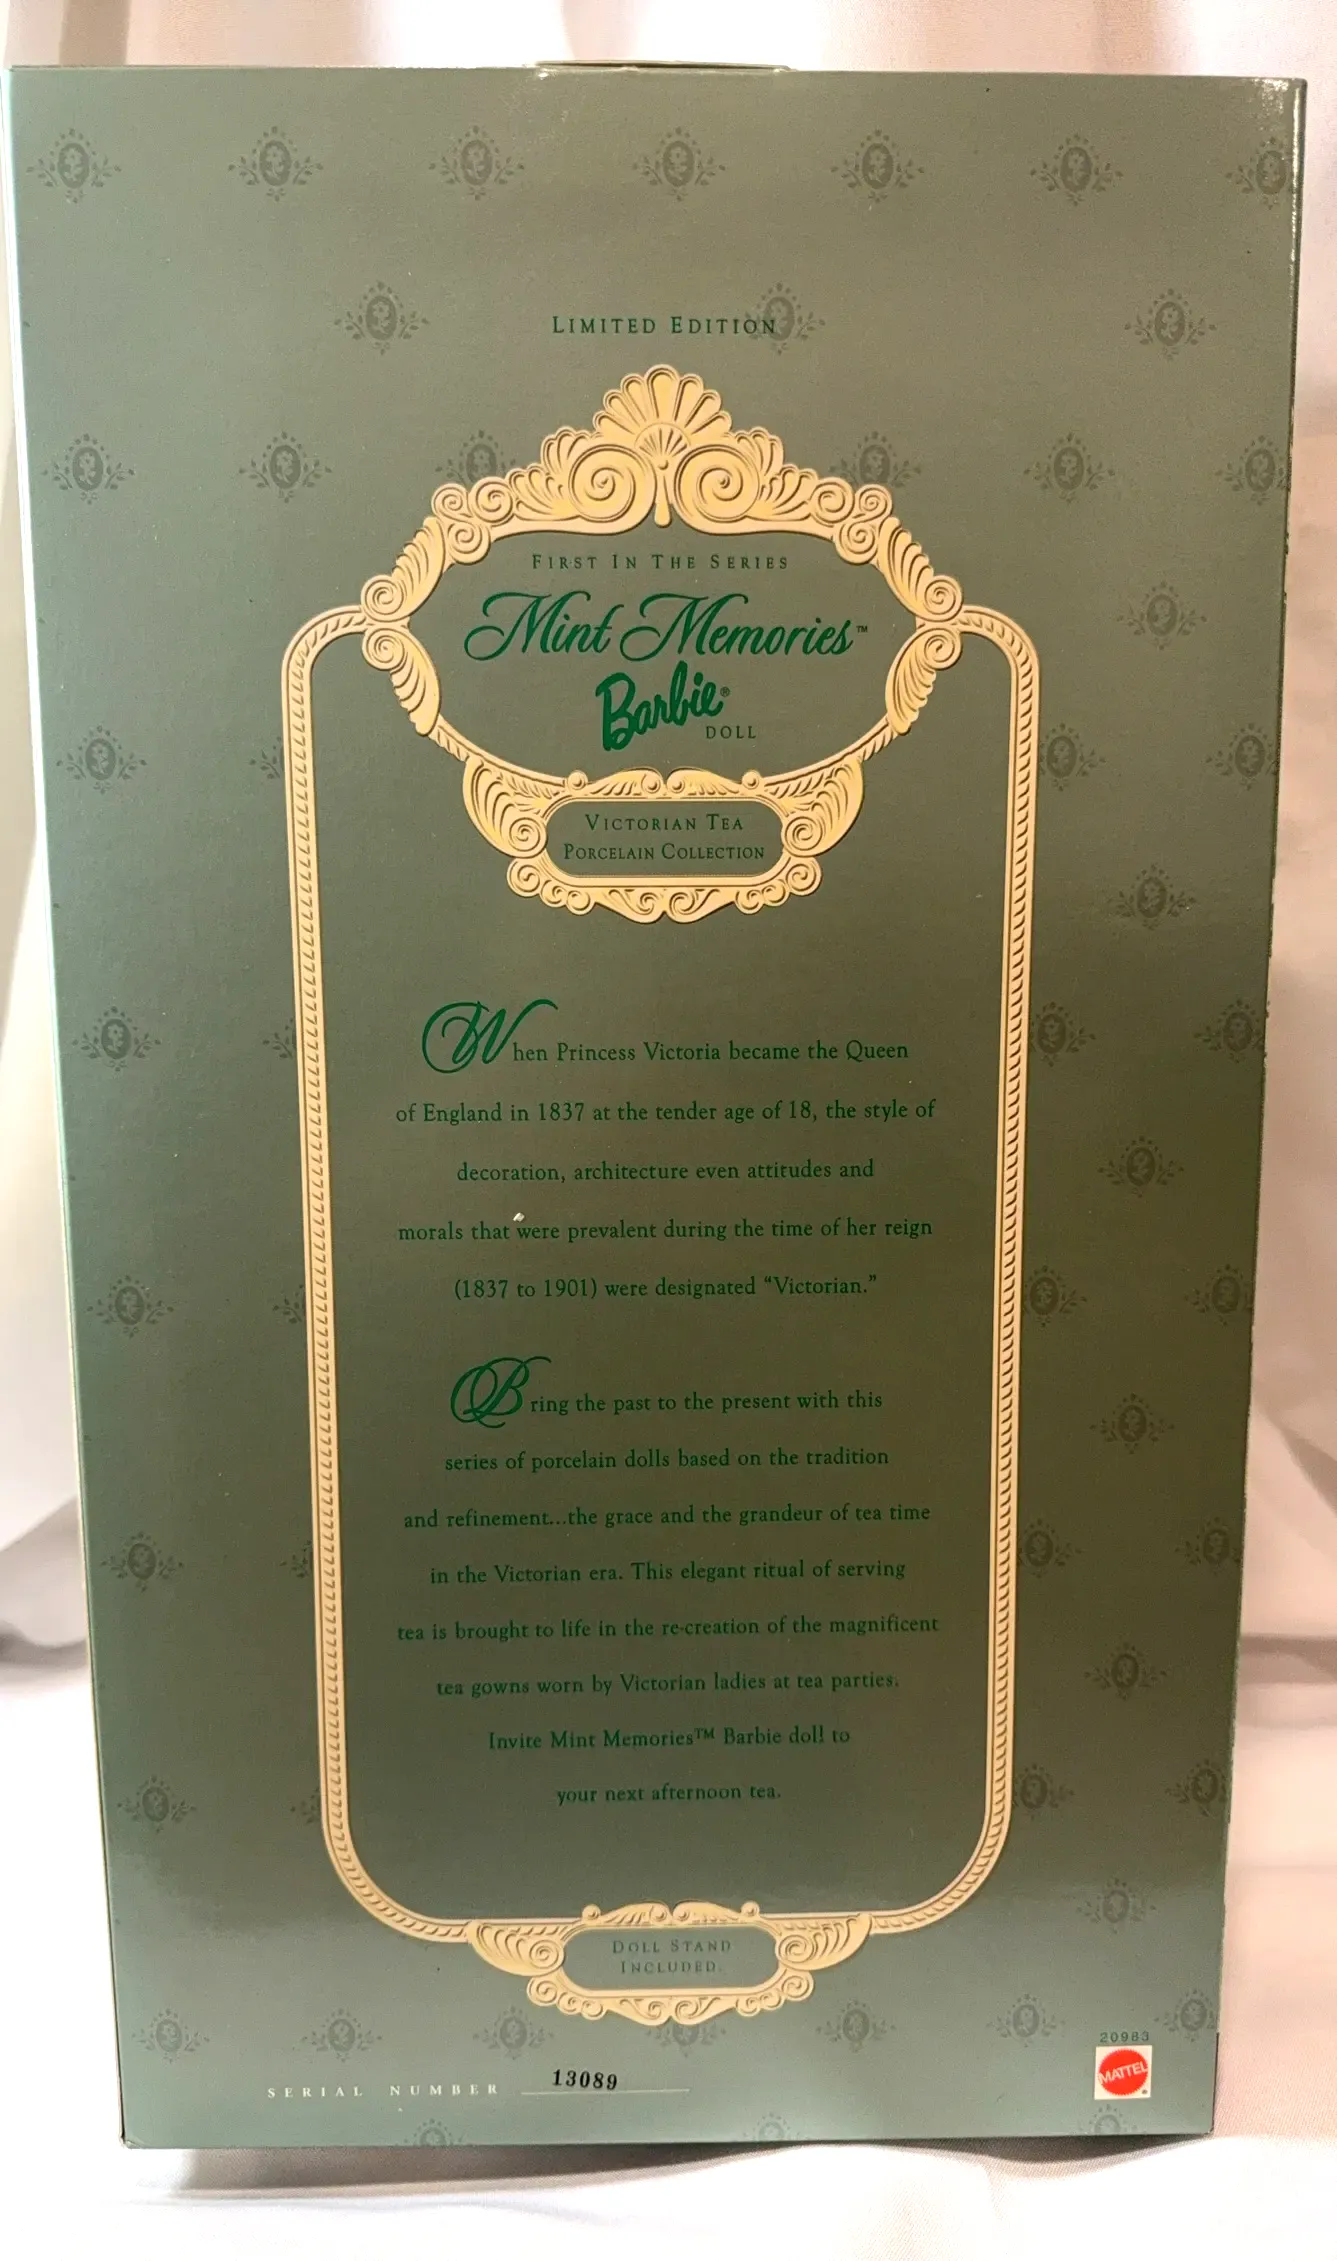 LIMITED EDITION
FIRST IN THE SERIES
Mint Memories™
Barbie®
DOLL
VICTORIAN TEA
PORCELAIN COLLECTION
When Princess Victoria became the Queen
of England in 1837 at the tender age of 18, the style of
decoration, architecture even attitudes and
morals that were prevalent during the time of her reign
(1837 to 1901) were designated “Victorian.”
Bring the past to the present with this
series of porcelain dolls based on the tradition
and refinement...the grace and the grandeur of tea time
in the Victorian era. This elegant ritual of serving
tea is brought to life in the re-creation of the magnificent
tea gowns worn by Victorian ladies at tea parties.
Invite Mint Memories™ Barbie doll to
your next afternoon tea.
DOLL STAND
INCLUDED.
20983
MATTEL®
SERIAL NUMBER 13089